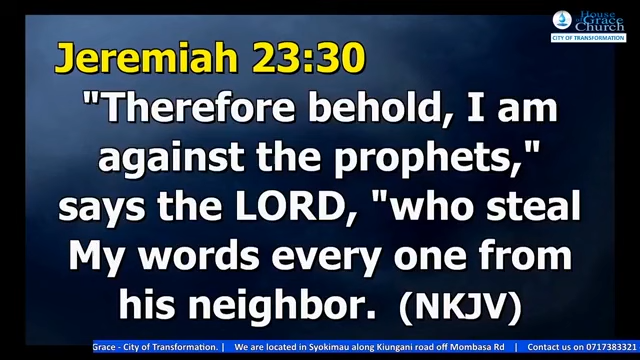 House
of Grace
Church
CITY OF TRANSFORMATION
Jeremiah 23:30
"Therefore behold, I am
against the prophets,"
says the LORD, "who steal
My words every one from
his neighbor. (NKJV)
Grace - City of Transformation. | We are located in Syokimau along Kiungani road off Mombasa Rd | Contact us on 0717383321